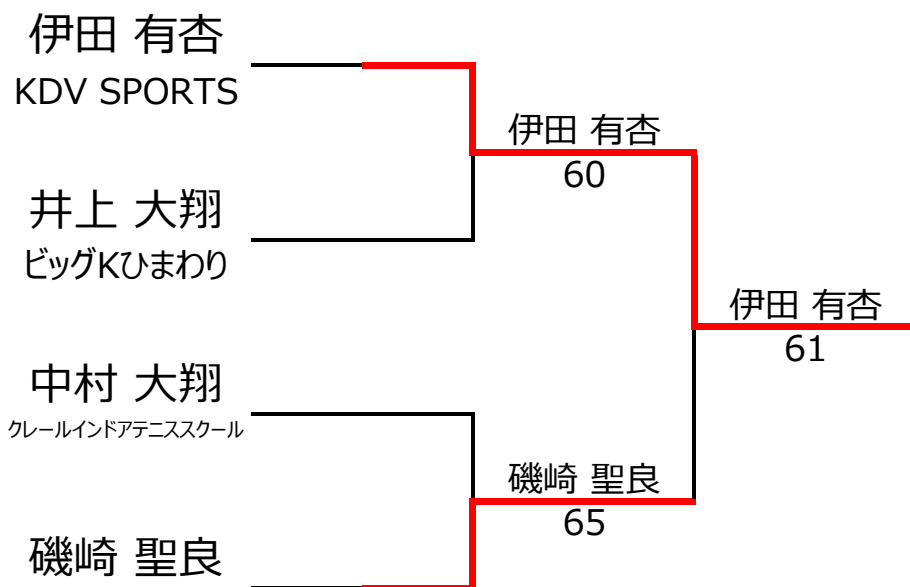 伊田 有杏
KDV SPORTS
伊田 有杏
60
井上 大翔
ビッグKひまわり
伊田 有杏
61
中村 大翔
クレールインドアテニススクール
磯崎 聖良
65
磯崎 聖良